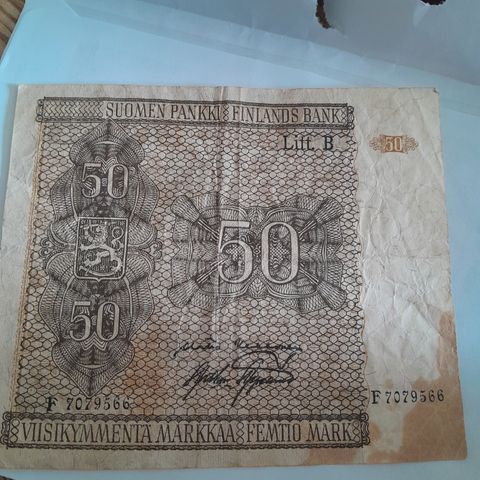 SUOMEN PANKKI FINLANDS BANK
Litt. B
50
50
50
50
F 7079566
F 7079566
VIISIKYMMENTÄ MARKKAA FEMTIO MARK